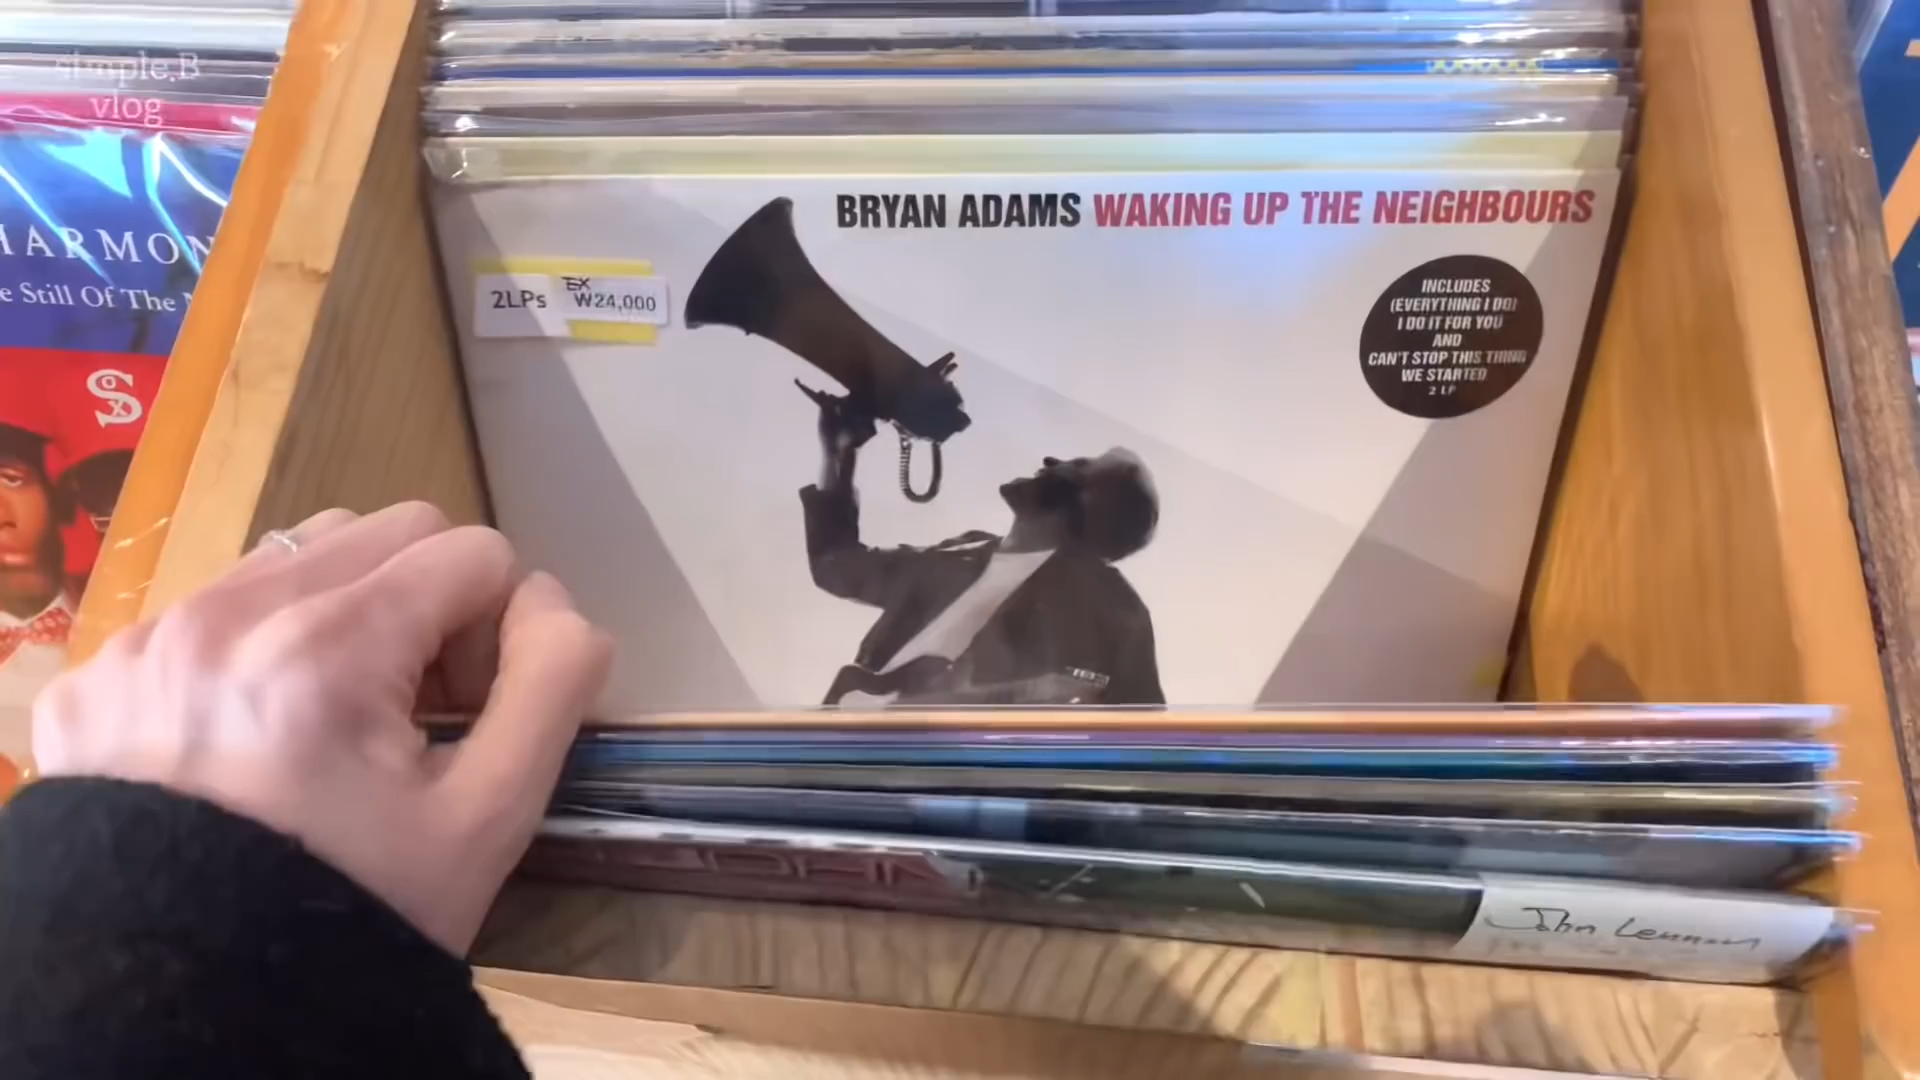 simple.B
vlog
BRYAN ADAMS WAKING UP THE NEIGHBOURS
HARMON
e Still Of The
2LPs EX ₩24,000
INCLUDES
(EVERYTHING I DO)
I DO IT FOR YOU
AND
CAN'T STOP THIS THING
WE STARTED
2 LP
Sox
John Lennon